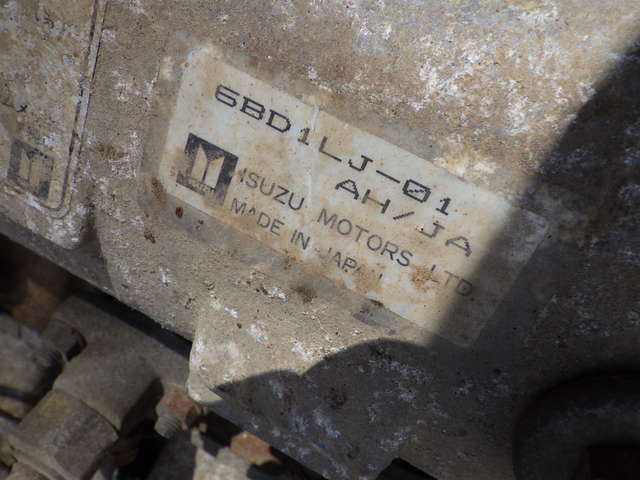 6BD1LJ-01
AH/JA
ISUZU MOTORS LTD.
MADE IN JAPAN